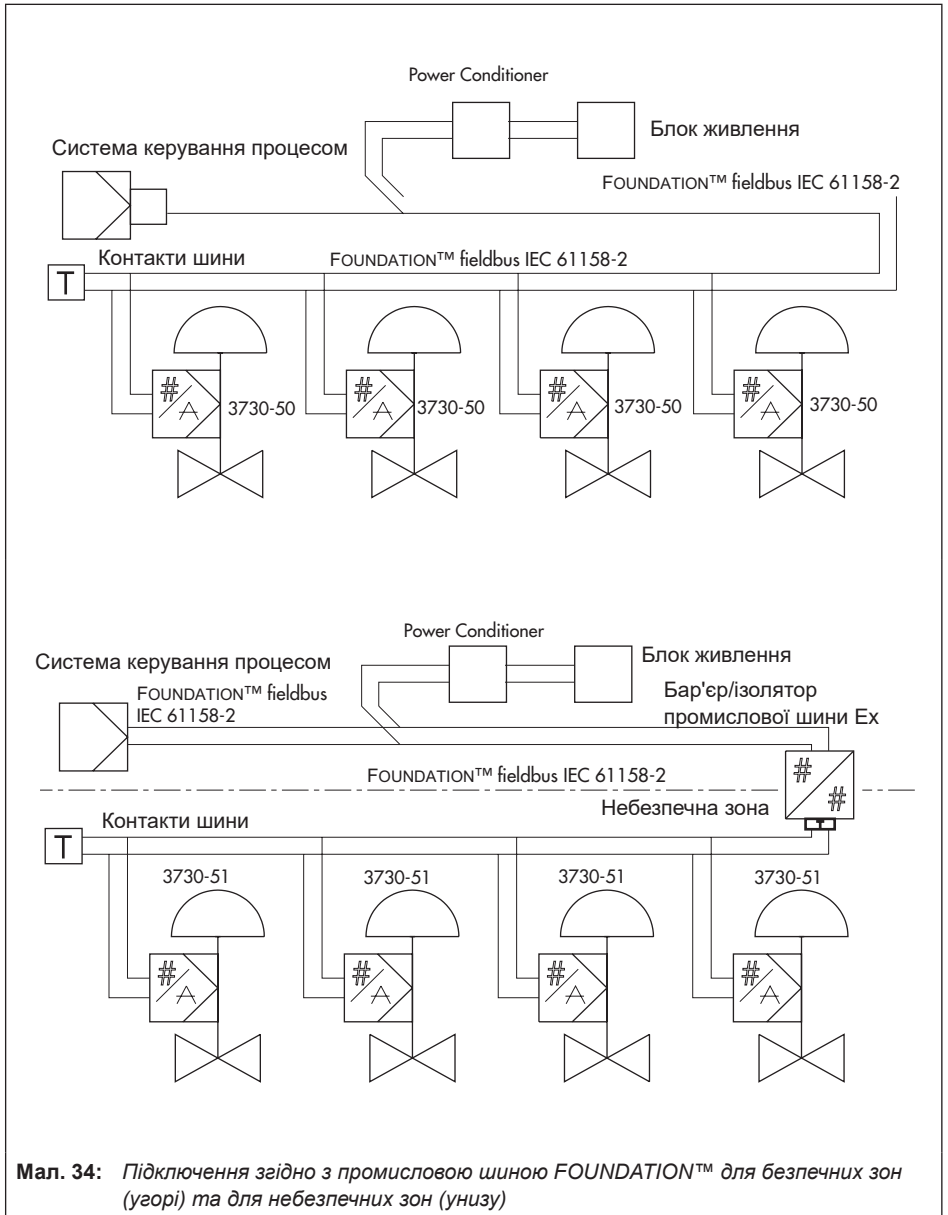 Power Conditioner
Блок живлення
Система керування процесом
FOUNDATION™ fieldbus IEC 61158-2
Контакти шини
FOUNDATION™ fieldbus IEC 61158-2
T
#
A
3730-50
#
A
3730-50
#
A
3730-50
#
A
3730-50
Power Conditioner
Блок живлення
Система керування процесом
FOUNDATION™ fieldbus
IEC 61158-2
Бар'єр/ізолятор
промислової шини Ex
FOUNDATION™ fieldbus IEC 61158-2
#
#
Небезпечна зона
T
Контакти шини
T
3730-51
3730-51
3730-51
3730-51
#
A
#
A
#
A
#
A
Мал. 34: Підключення згідно з промисловою шиною FOUNDATION™ для безпечних зон
(угорі) та для небезпечних зон (унизу)